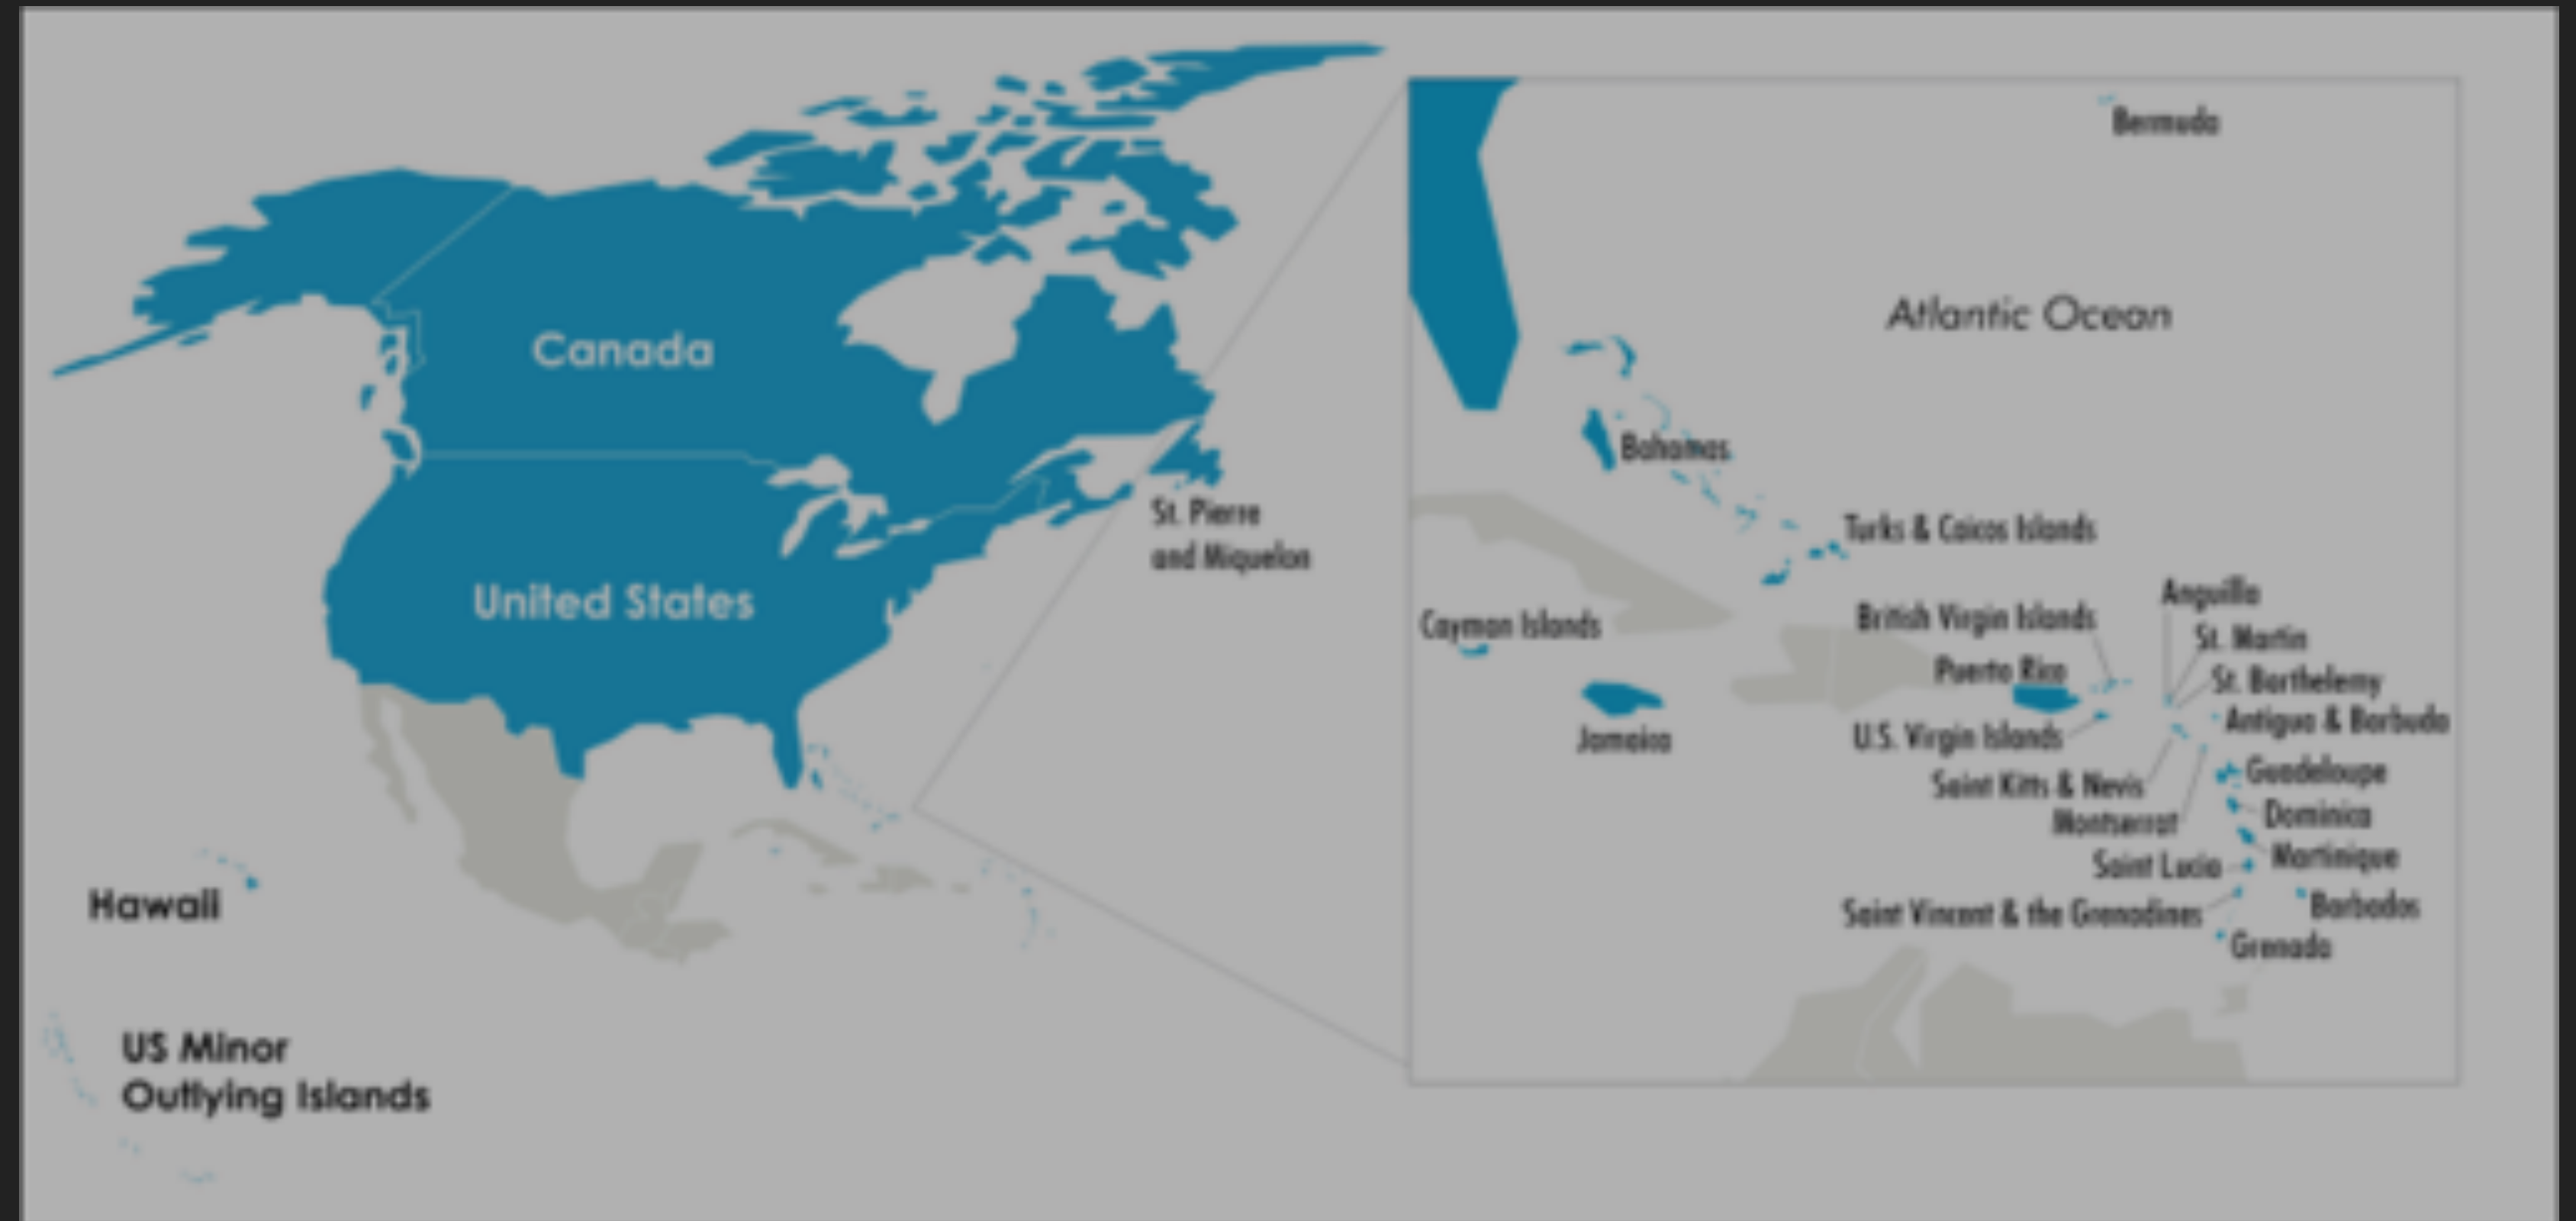 Canada
United States
St. Pierre
and Miquelon
Hawaii
US Minor
Outlying Islands
Bermuda
Atlantic Ocean
Bahamas
Turks & Caicos Islands
Cayman Islands
Jamaica
British Virgin Islands
Puerto Rico
U.S. Virgin Islands
Anguilla
St. Martin
St. Barthelemy
Antigua & Barbuda
Saint Kitts & Nevis
Guadeloupe
Montserrat
Dominica
Martinique
Saint Lucia
Barbados
Saint Vincent & the Grenadines
Grenada